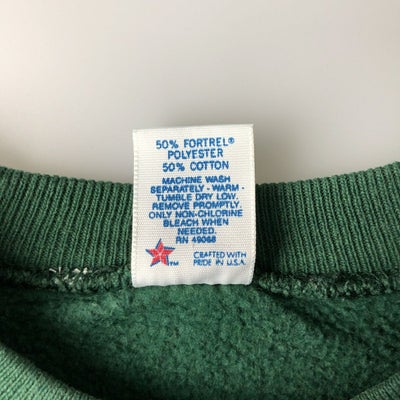 50% FORTREL®
POLYESTER
50% COTTON
MACHINE WASH
SEPARATELY - WARM -
TUMBLE DRY LOW.
REMOVE PROMPTLY.
ONLY NON-CHLORINE
BLEACH WHEN
NEEDED.
RN 49068
CRAFTED WITH
PRIDE IN U.S.A.
TM